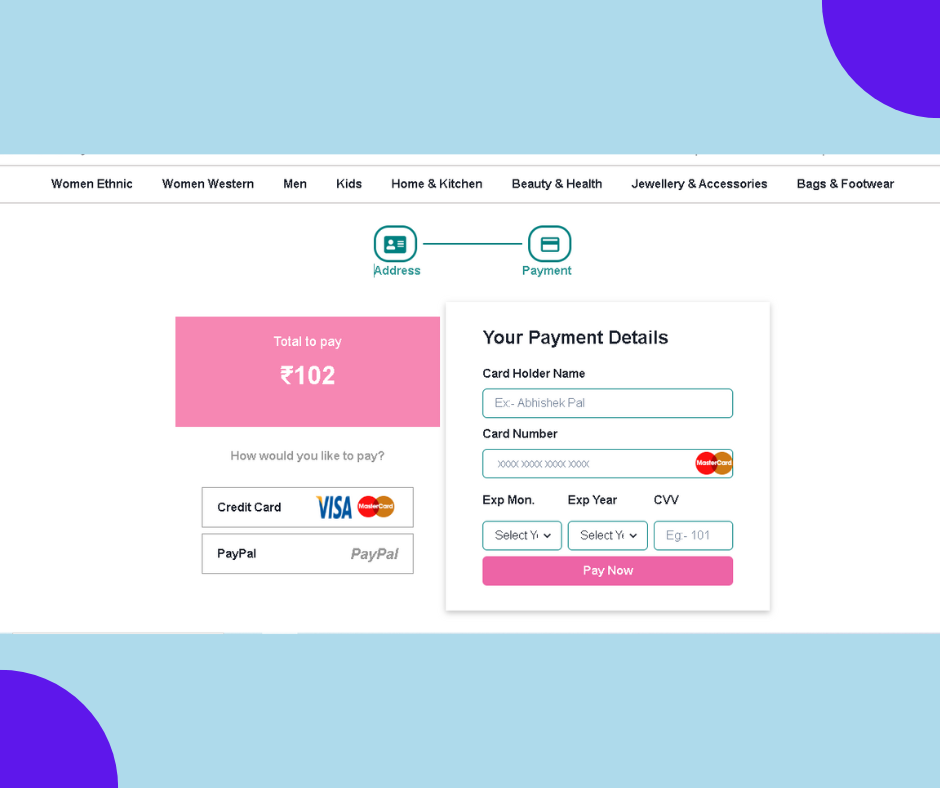 Women Ethnic Women Western Men Kids Home & Kitchen Beauty & Health Jewellery & Accessories Bags & Footwear
Address Payment
Total to pay
₹102
How would you like to pay?
Credit Card VISA MasterCard
PayPal PayPal
Your Payment Details
Card Holder Name
Ex:- Abhishek Pal
Card Number
xxxx xxxx xxxx xxxx MasterCard
Exp Mon. Exp Year CVV
Select Y Select Y Eg:- 101
Pay Now